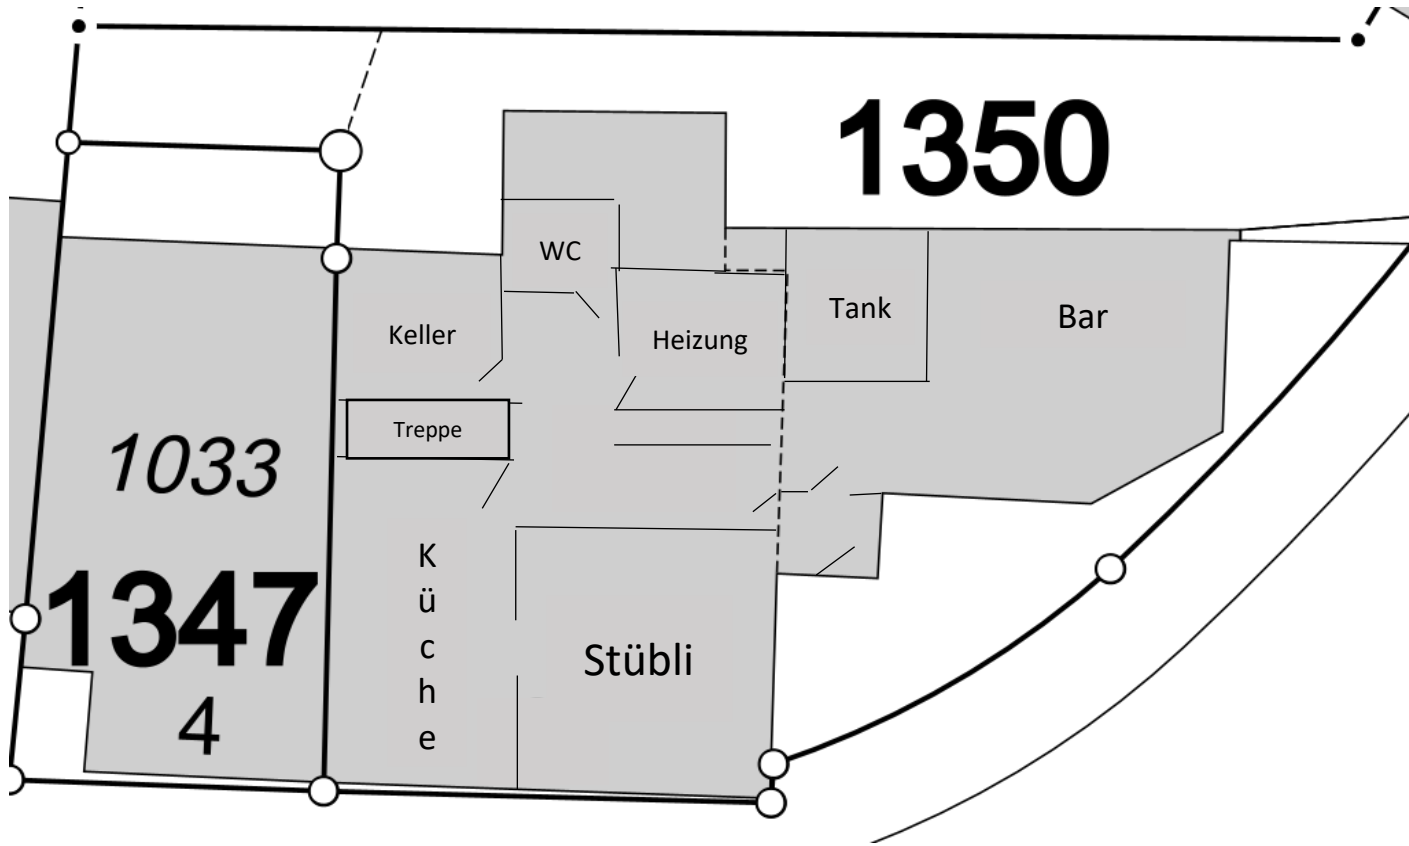 1350
WC
Keller
Heizung
Tank
Bar
Treppe
1033
1347
4
K
ü
c
h
e
Stübli